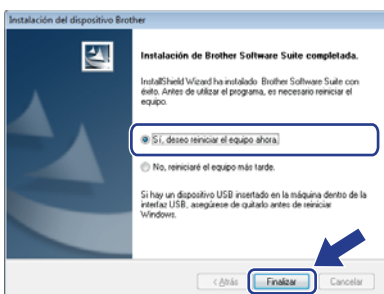 Instalación del dispositivo Brother
Instalación de Brother Software Suite completada.
InstallShield Wizard ha instalado Brother Software Suite con
éxito. Antes de utilizar el programa, es necesario reiniciar el
equipo.
Sí, deseo reiniciar el equipo ahora.
No, reiniciaré el equipo más tarde.
Si hay un dispositivo USB insertado en la máquina dentro de la
interfaz USB, asegúrese de quitarlo antes de reiniciar
Windows.
< Atrás Finalizar Cancelar